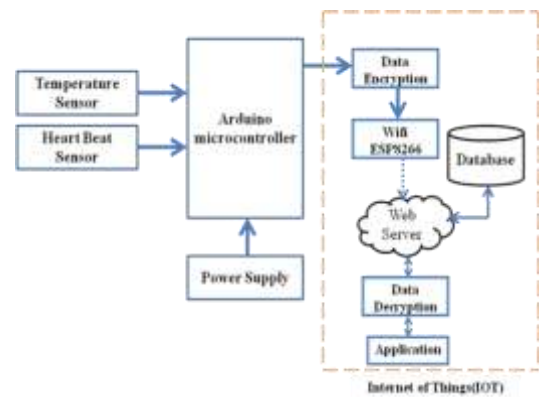 Temperature
Sensor
Heart Beat
Sensor
Arduino
microcontroller
Power Supply
Data
Encryption
Wifi
ESP8266
Database
Web
Server
Data
Decryption
Application
Internet of Things(IOT)